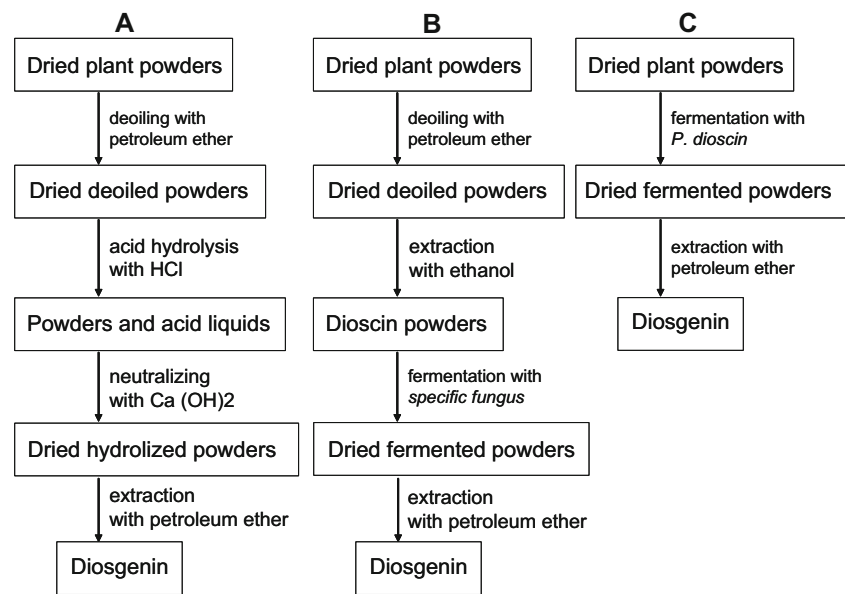 A
Dried plant powders
deoiling with
petroleum ether
Dried deoiled powders
acid hydrolysis
with HCl
Powders and acid liquids
neutralizing
with Ca (OH)2
Dried hydrolized powders
extraction
with petroleum ether
Diosgenin
B
Dried plant powders
deoiling with
petroleum ether
Dried deoiled powders
extraction
with ethanol
Dioscin powders
fermentation with
specific fungus
Dried fermented powders
extraction
with petroleum ether
Diosgenin
C
Dried plant powders
fermentation with
P. dioscin
Dried fermented powders
extraction with
petroleum ether
Diosgenin